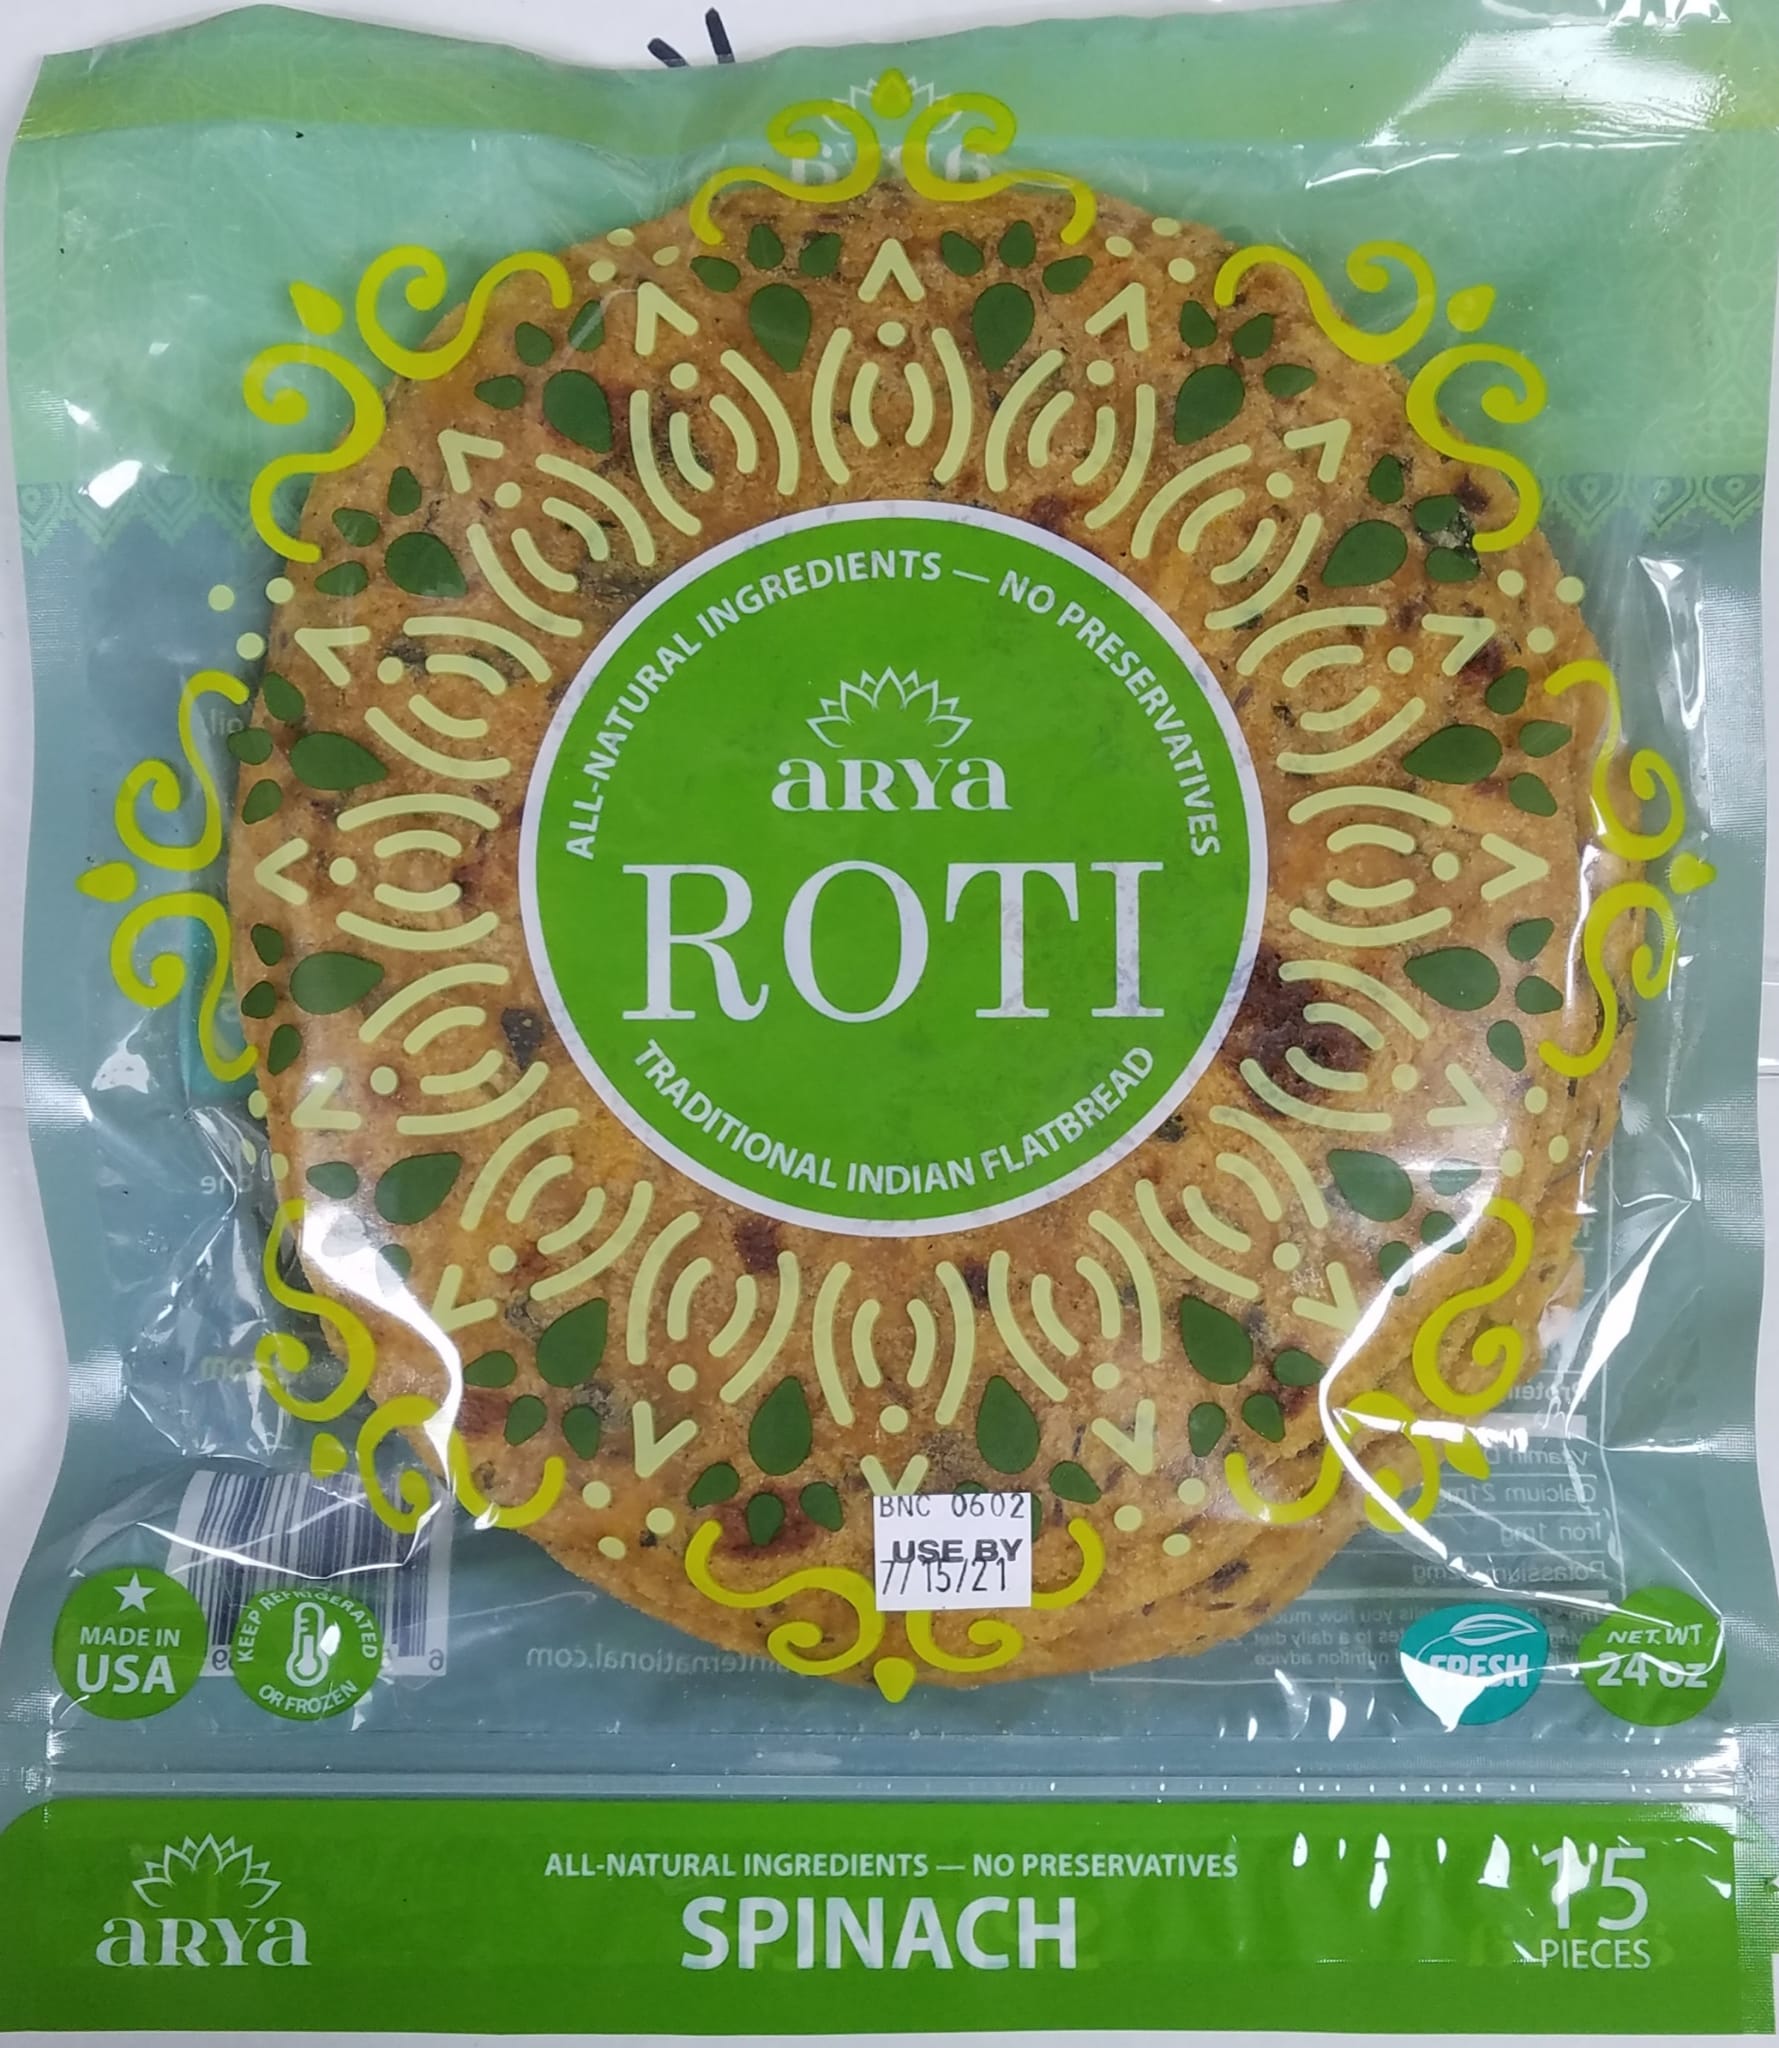 ALL-NATURAL INGREDIENTS — NO PRESERVATIVES
ARYA
ROTI
TRADITIONAL INDIAN FLATBREAD
BNC 0602
USE BY
7/15/21
MADE IN
USA
KEEP REFRIGERATED
OR FROZEN
FRESH
NET. WT
24 OZ
ARYA
ALL-NATURAL INGREDIENTS — NO PRESERVATIVES
SPINACH
15
PIECES